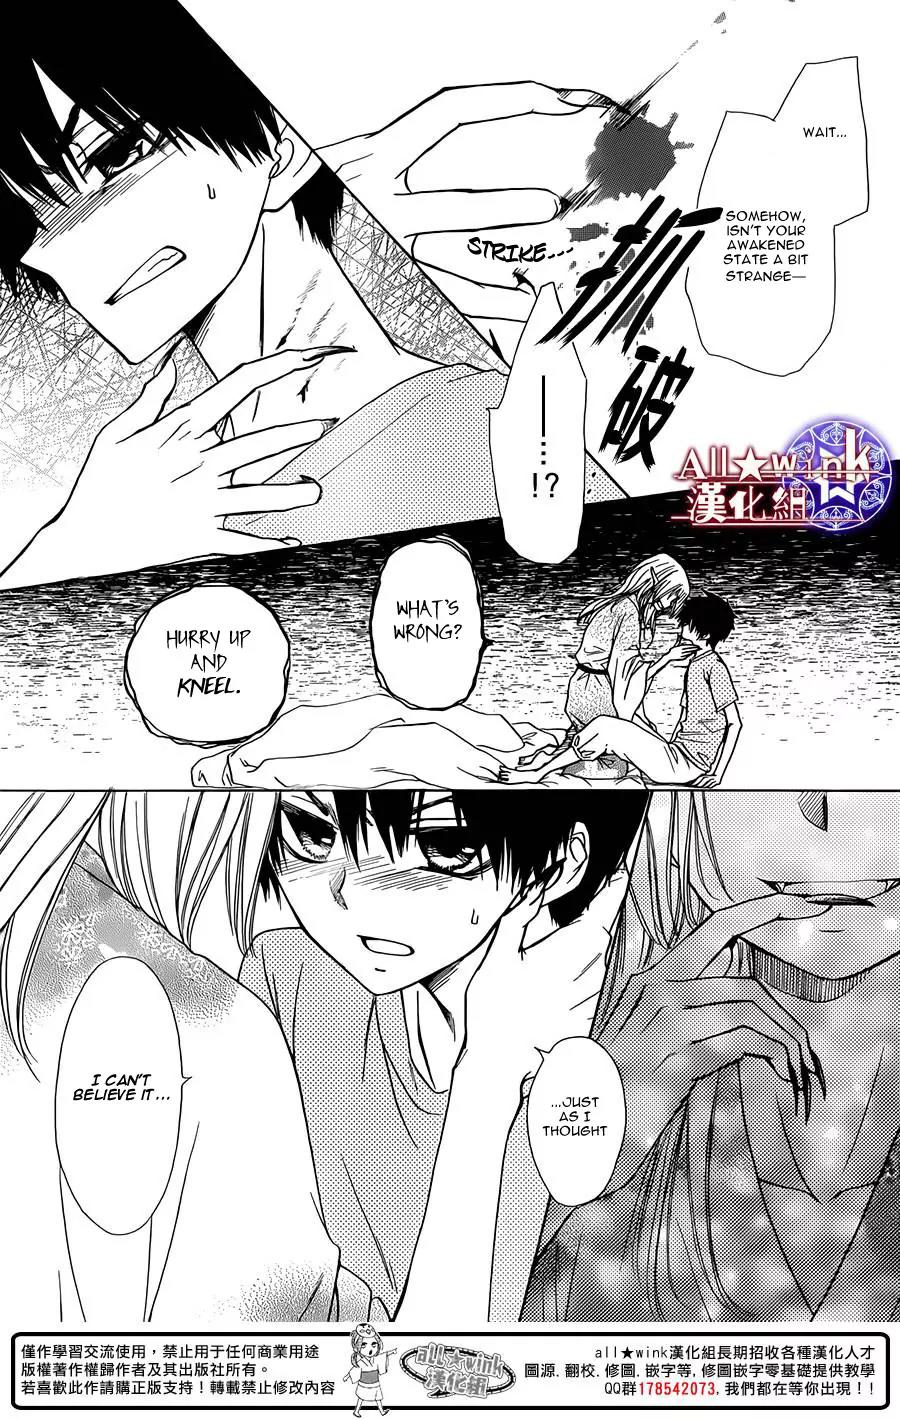 WAIT...
SOMEHOW,
ISN'T YOUR
AWAKENED
STATE A BIT
STRANGE—
STRIKE---
抓
破
—…
!?
All★wink
漢化組
WHAT'S
WRONG?
HURRY UP
AND
KNEEL.
...JUST
AS I
THOUGHT
I CAN'T
BELIEVE IT...
僅作學習交流使用，禁止用于任何商業用途
版權著作權歸作者及其出版社所有。
若喜歡此作請購正版支持！轉載禁止修改內容
all★wink
漢化組
all★wink漢化組長期招收各種漢化人才
圖源. 翻校. 修圖. 嵌字等, 修圖嵌字零基礎提供教學
QQ群178542073, 我們都在等你出現！！